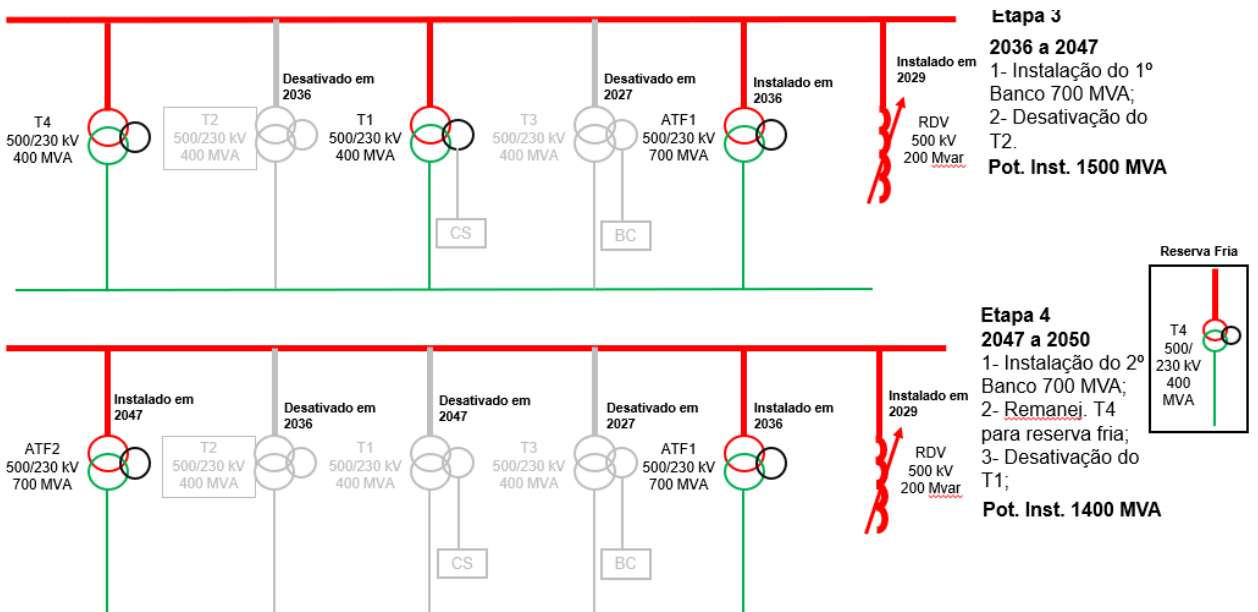 Etapa 3
2036 a 2047
1- Instalação do 1º
Banco 700 MVA;
2- Desativação do
T2.
Pot. Inst. 1500 MVA
T4
500/230 kV
400 MVA
T2
500/230 kV
400 MVA
Desativado em
2036
T1
500/230 kV
400 MVA
CS
T3
500/230 kV
400 MVA
Desativado em
2027
BC
ATF1
500/230 kV
700 MVA
Instalado em
2036
Instalado em
2029
RDV
500 kV
200 Mvar
Reserva Fria
T4
500/
230 kV
400
MVA
Etapa 4
2047 a 2050
1- Instalação do 2º
Banco 700 MVA;
2- Remanej. T4
para reserva fria;
3- Desativação do
T1;
Pot. Inst. 1400 MVA
ATF2
500/230 kV
700 MVA
Instalado em
2047
T2
500/230 kV
400 MVA
Desativado em
2036
T1
500/230 kV
400 MVA
Desativado em
2047
CS
T3
500/230 kV
400 MVA
Desativado em
2027
BC
ATF1
500/230 kV
700 MVA
Instalado em
2036
Instalado em
2029
RDV
500 kV
200 Mvar